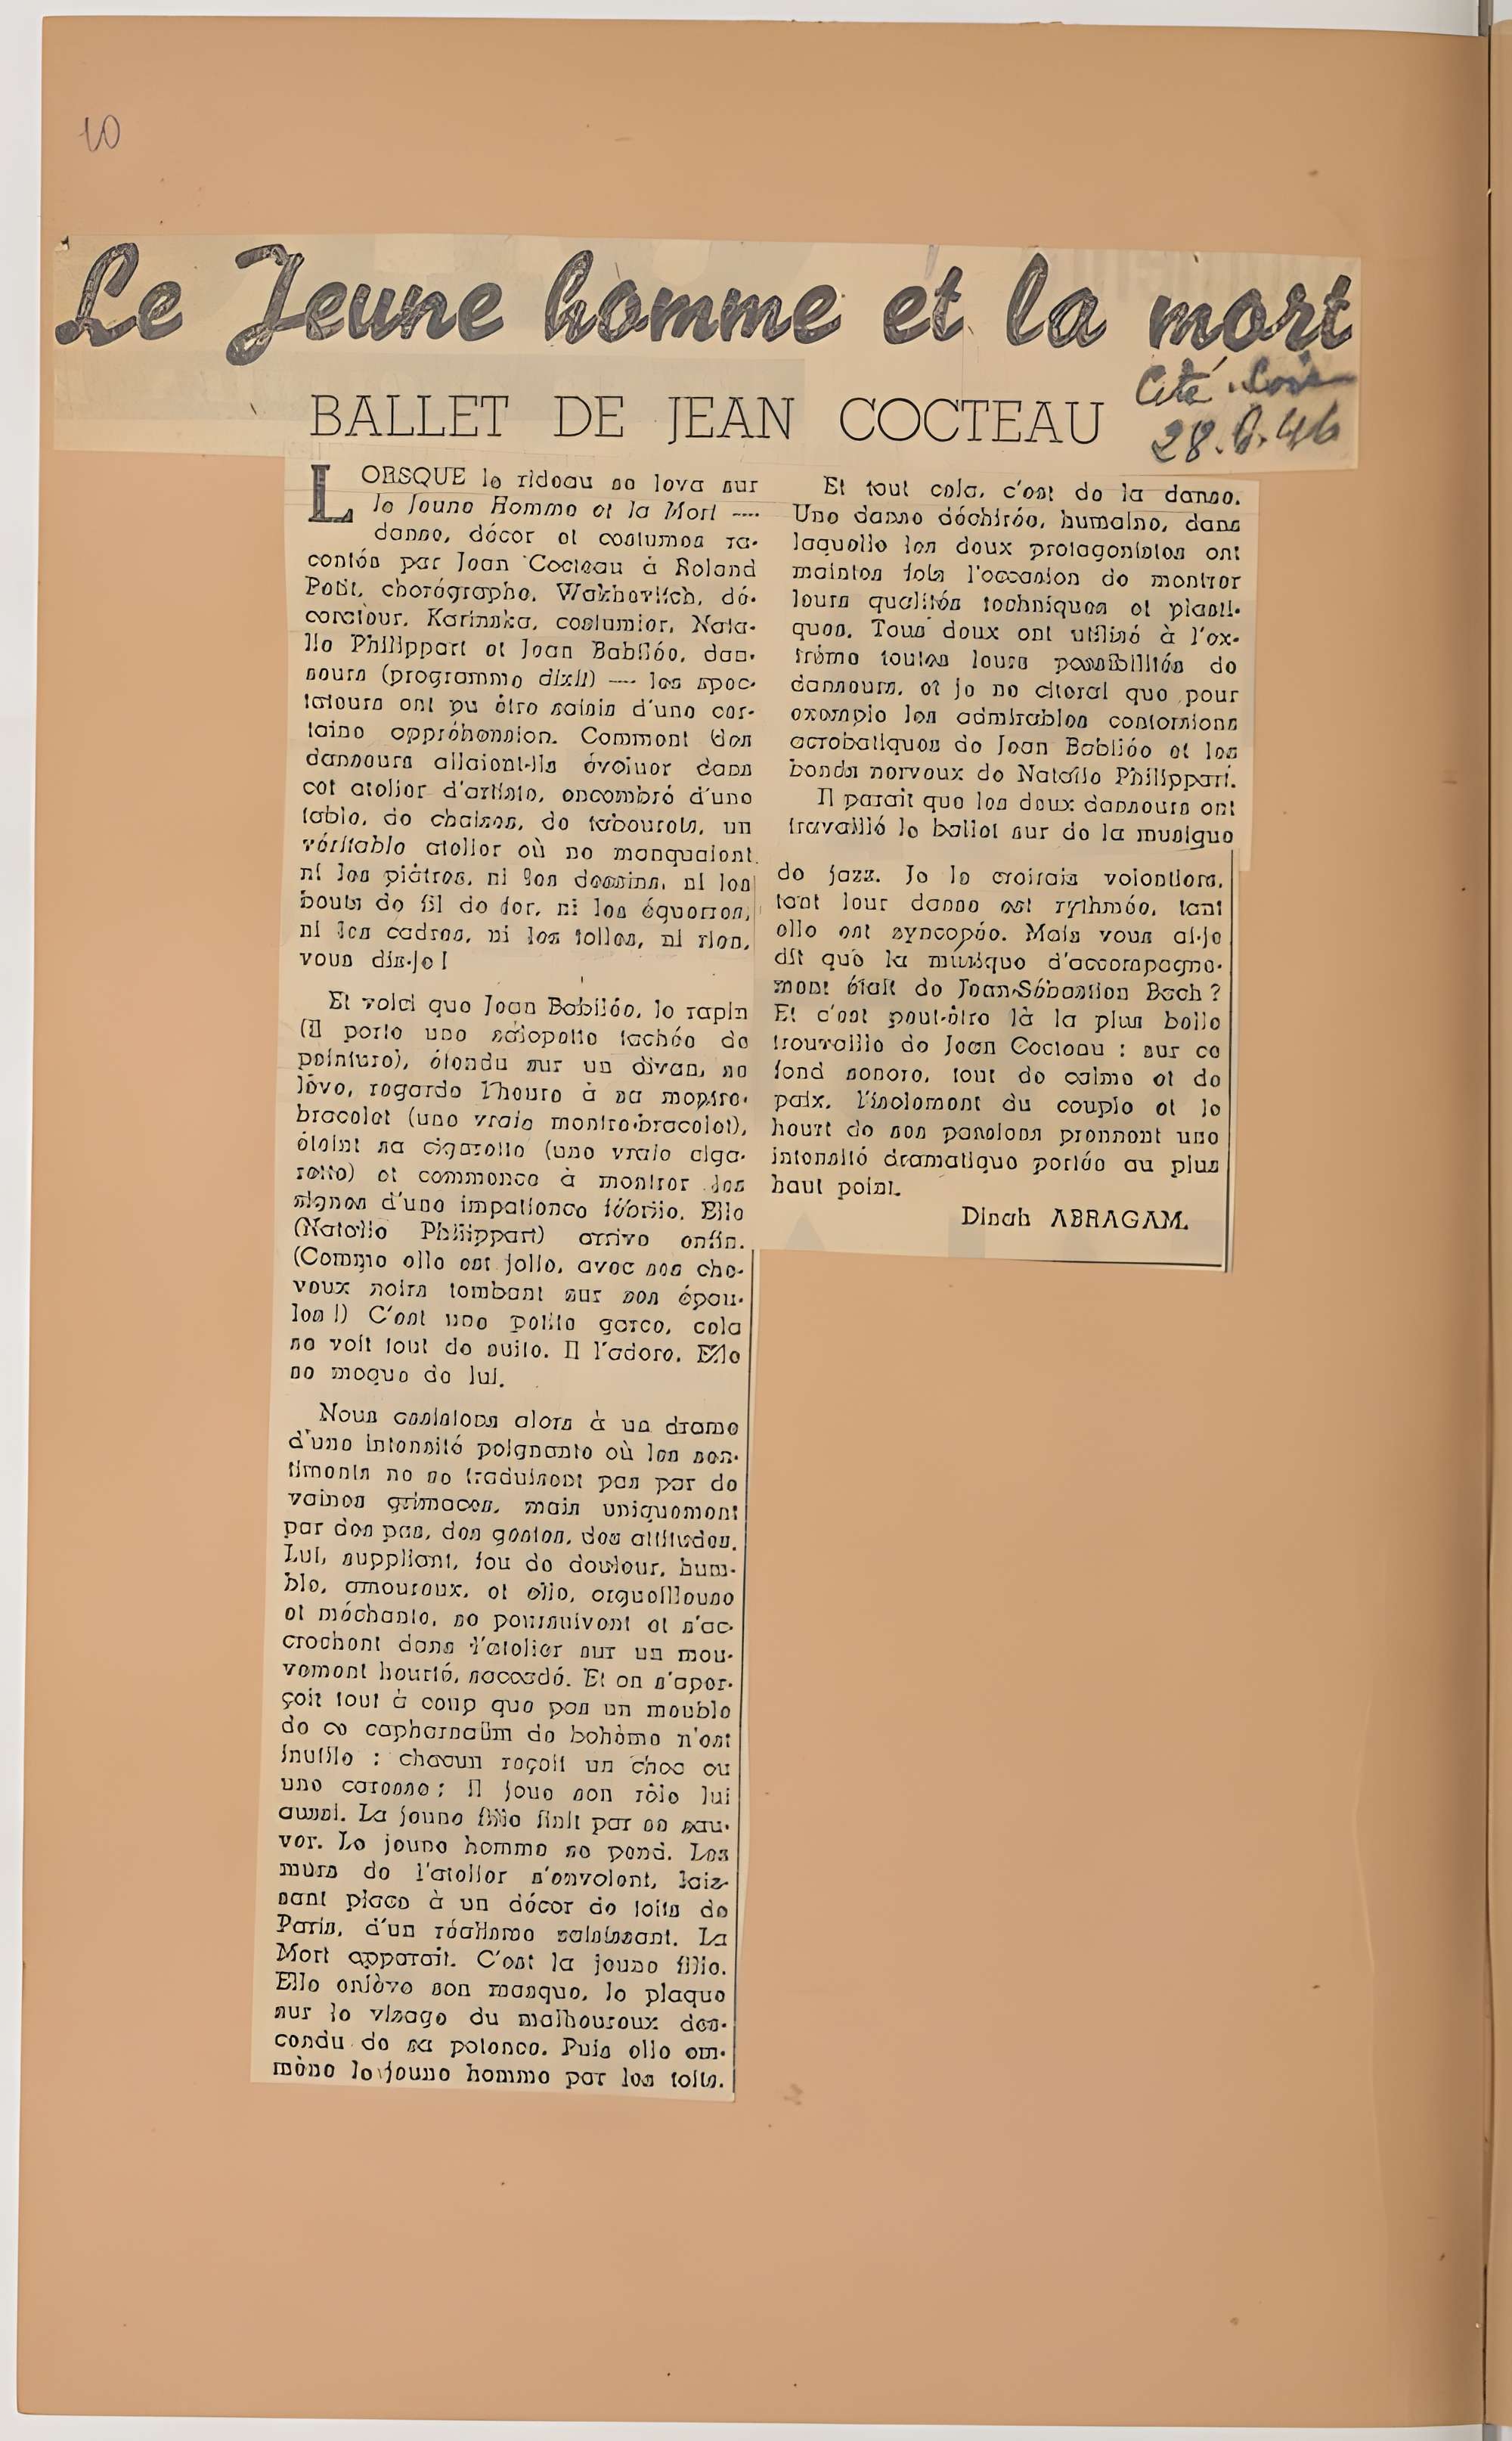 10
Le Jeune homme et la mort
BALLET DE JEAN COCTEAU
Cité-Soir
28.6.46
LORSQUE le rideau se leva sur
le Jeune Homme et la Mort —
danse, décor et costumes ra-
contés par Jean Cocteau à Roland
Petit, chorégraphe, Wakhevitch, dé-
corateur, Karinska, costumier, Nata-
lie Philippart et Jean Babilée, dan-
seurs (programme dixit) — les spec-
tateurs ont pu être saisis d'une cer-
taine appréhension. Comment des
danseurs allaient-ils évoluer dans
cet atelier d'artiste, encombré d'une
table, de chaises, de tabourets, un
véritable atelier où ne manquaient
ni les plâtres, ni les dessins, ni les
bouts de fil de fer, ni les équerres,
ni les cadres, ni les toiles, ni rien,
vous dis-je !
Et voici que Jean Babilée, le rapin
(il porte une salopette tachée de
peinture), étendu sur un divan, se
lève, regarde l'heure à sa montre-
bracelet (une vraie montre-bracelet),
éteint sa cigarette (une vraie ciga-
rette) et commence à montrer des
signes d'une impatience fébrile. Elle
(Natalie Philippart) arrive enfin.
(Comme elle est jolie, avec ses che-
veux noirs tombant sur ses épau-
les !) C'est une petite garce, cela
se voit tout de suite. Il l'adore. Elle
se moque de lui.
Nous assistons alors à un drame
d'une intensité poignante où les sen-
timents ne se traduisent pas par de
vaines grimaces, mais uniquement
par des pas, des gestes, des attitudes.
Lui, suppliant, fou de douleur, hum-
ble, amoureux, et elle, orgueilleuse
et méchante, se poursuivent et s'ac-
crochent dans l'atelier sur un mou-
vement heurté, saccadé. Et on s'aper-
çoit tout à coup que pas un meuble
de ce capharnaüm de bohème n'est
inutile : chacun reçoit un choc ou
une caresse ; il joue son rôle lui
aussi. La jeune fille finit par se sau-
ver. Le jeune homme se pend. Les
murs de l'atelier s'envolent, lais-
sant place à un décor de toits de
Paris, d'un réalisme saisissant. La
Mort apparait. C'est la jeune fille.
Elle enlève son masque, le plaque
sur le visage du malheureux des-
cendu de sa potence. Puis elle em-
mène le jeune homme par les toits.
Et tout cela, c'est de la danse.
Une danse déchirée, humaine, dans
laquelle les deux protagonistes ont
maintes fois l'occasion de montrer
leurs qualités techniques et plasti-
ques. Tous deux ont utilisé à l'ex-
trême toutes leurs possibilités de
danseurs, et je ne citerai que pour
exemple les admirables contorsions
acrobatiques de Jean Babilée et les
bonds nerveux de Natalie Philippart.
Il parait que les deux danseurs ont
travaillé le ballet sur de la musique
de jazz. Je le croirais volontiers,
tant leur danse est rythmée, tant
elle est syncopée. Mais vous ai-je
dit que la musique d'accompagne-
ment était de Jean-Sébastien Bach ?
Et c'est peut-être là la plus belle
trouvaille de Jean Cocteau : sur ce
fond sonore, tout de calme et de
paix, l'isolement du couple et le
heurt de ses passions prennent une
intensité dramatique portée au plus
haut point.
Dinah ABRAGAM.